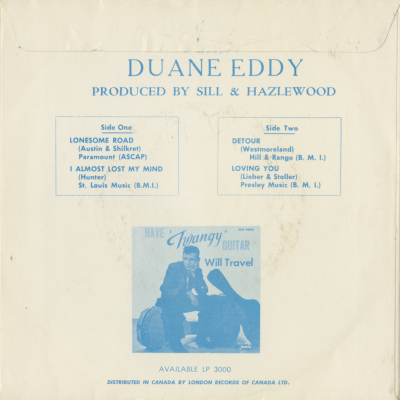 DUANE EDDY
PRODUCED BY SILL & HAZLEWOOD
Side One
LONESOME ROAD
(Austin & Shilkret)
Paramount (ASCAP)
I ALMOST LOST MY MIND
(Hunter)
St. Louis Music (B.M.I.)
Side Two
DETOUR
(Westmoreland)
Hill & Range (B. M. I.)
LOVING YOU
(Lieber & Stoller)
Presley Music (B. M. I.)
HAVE 'Twangy' GUITAR
Will Travel
AVAILABLE LP 3000
DISTRIBUTED IN CANADA BY LONDON RECORDS OF CANADA LTD.